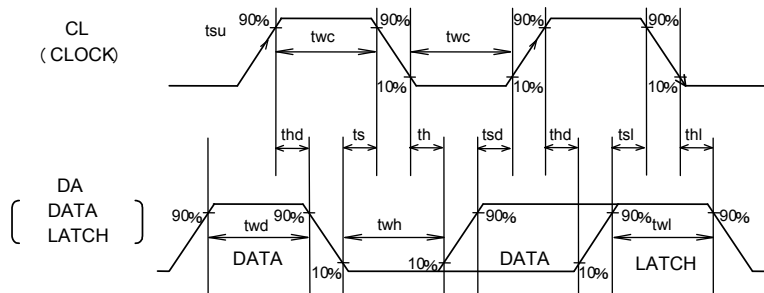 CL
( CLOCK)
tsu
90%
twc
90%
twc
90%
90%
10%
10%
10%
thd
ts
th
tsd
thd
tsl
thl
DA
DATA
LATCH
90%
twd
90%
twh
90%
90%
twl
90%
DATA
10%
10%
DATA
10%
LATCH